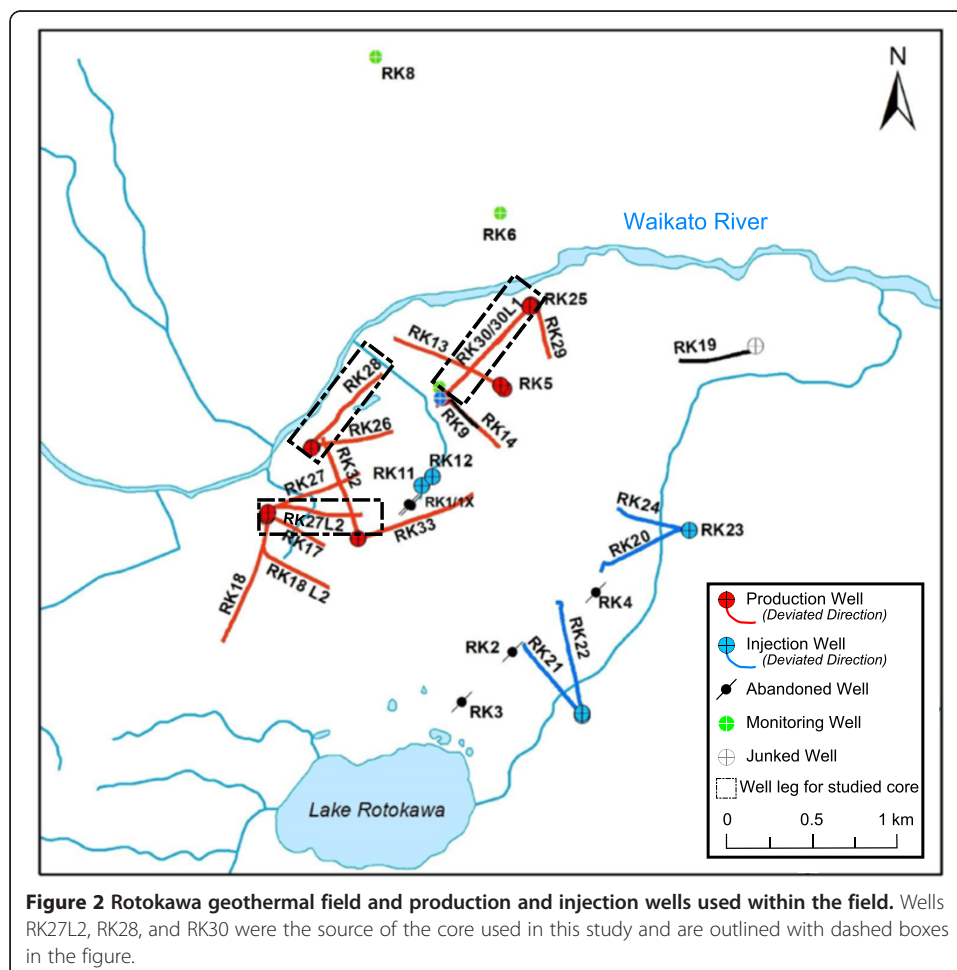 N
RK8
RK6
Waikato River
RK25
RK30/30L1
RK29
RK13
RK19
RK5
RK28
RK9
RK14
RK26
RK32
RK12
RK11
RK27
RK1/1X
RK27L2
RK33
RK17
RK24
RK23
RK20
RK18 L2
RK18
RK4
RK22
RK2
RK21
RK3
Lake Rotokawa
Production Well
(Deviated Direction)
Injection Well
(Deviated Direction)
Abandoned Well
Monitoring Well
Junked Well
Well leg for studied core
0 0.5 1 km
Figure 2 Rotokawa geothermal field and production and injection wells used within the field. Wells
RK27L2, RK28, and RK30 were the source of the core used in this study and are outlined with dashed boxes
in the figure.